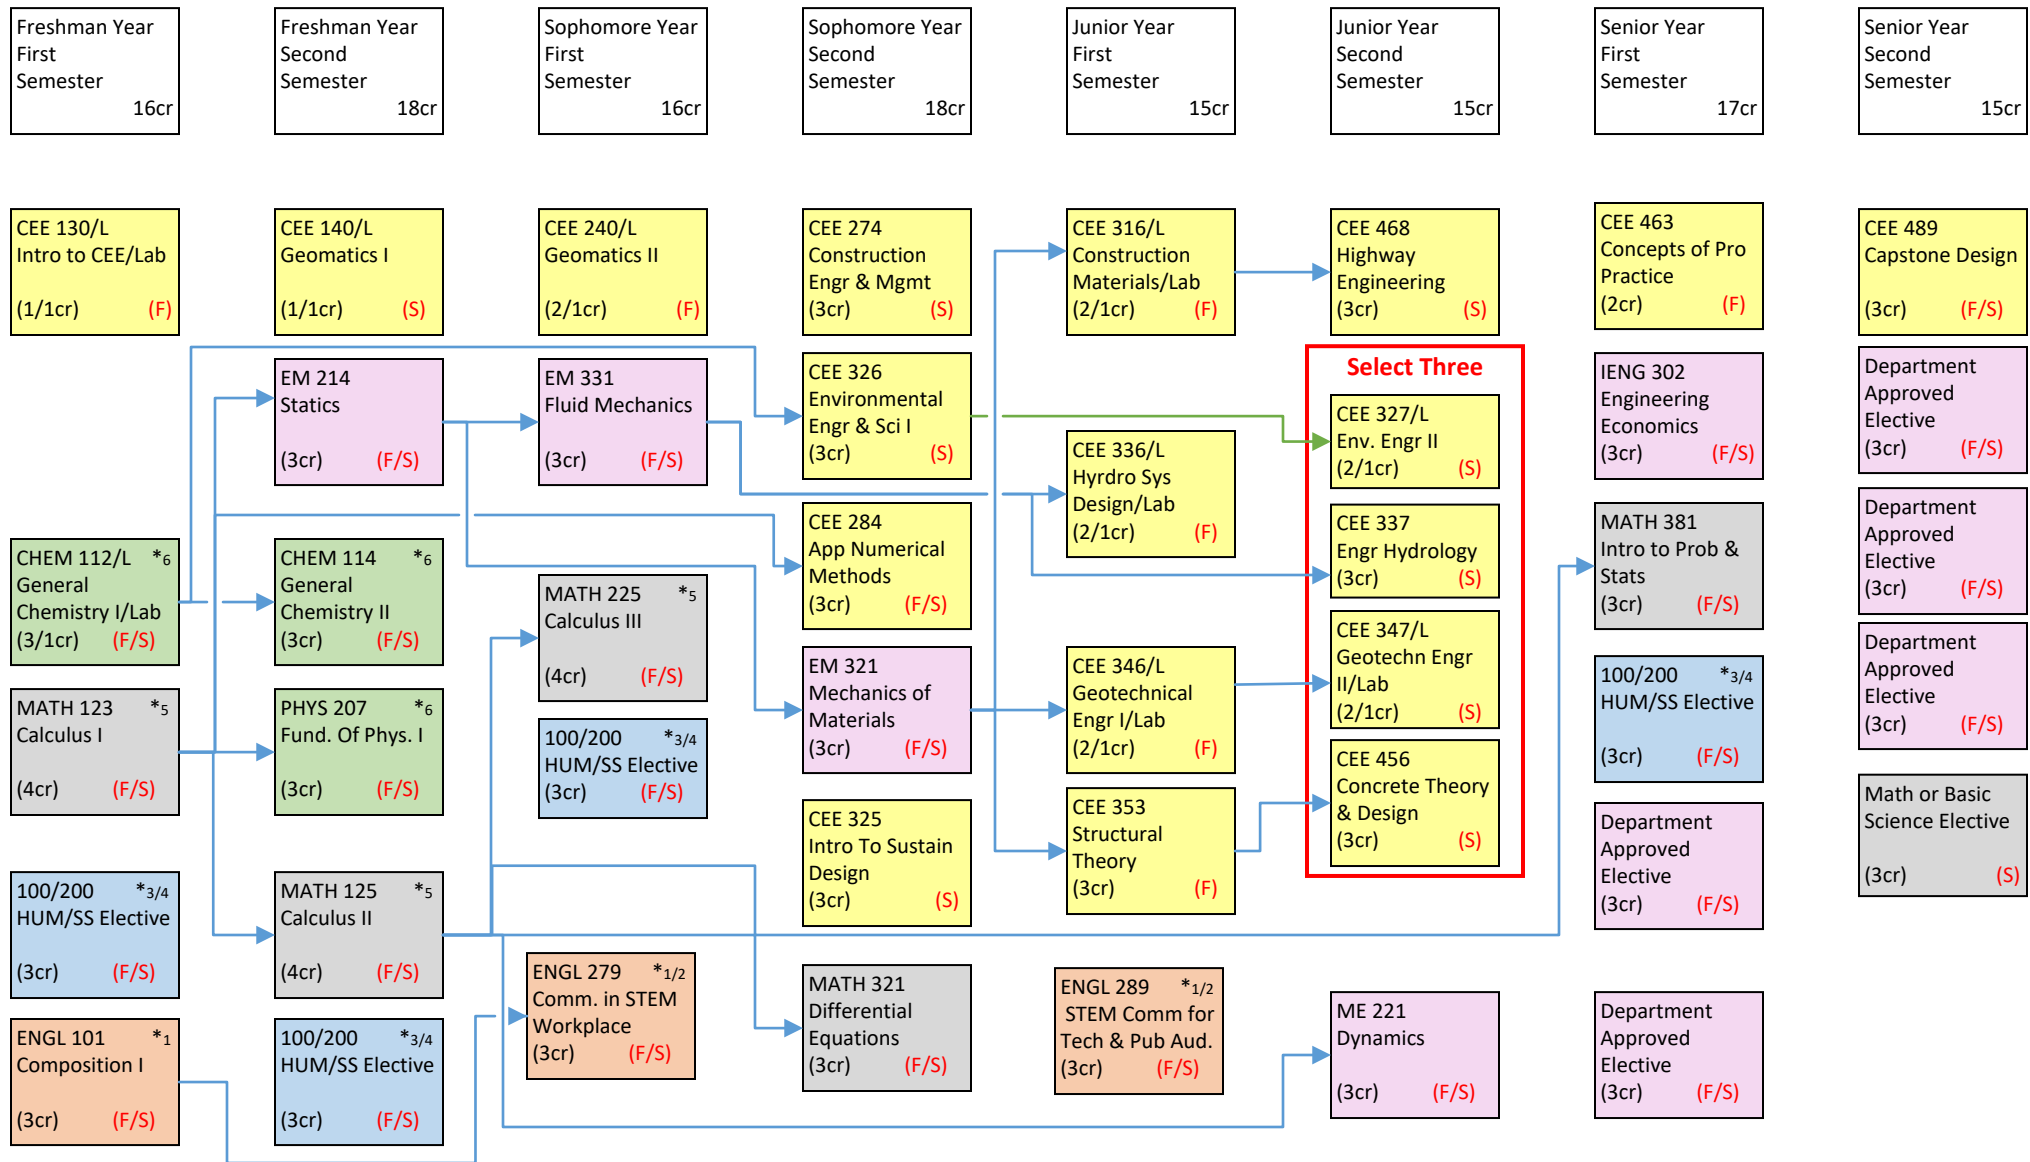 Freshman Year
First
Semester
16cr
Freshman Year
Second
Semester
18cr
Sophomore Year
First
Semester
16cr
Sophomore Year
Second
Semester
18cr
Junior Year
First
Semester
15cr
Junior Year
Second
Semester
15cr
Senior Year
First
Semester
17cr
Senior Year
Second
Semester
15cr
CEE 130/L
Intro to CEE/Lab
(1/1cr) (F)
CHEM 112/L *6
General
Chemistry I/Lab
(3/1cr) (F/S)
MATH 123 *5
Calculus I
(4cr) (F/S)
100/200 *3/4
HUM/SS Elective
(3cr) (F/S)
ENGL 101 *1
Composition I
(3cr) (F/S)
CEE 140/L
Geomatics I
(1/1cr) (S)
EM 214
Statics
(3cr) (F/S)
CHEM 114 *6
General
Chemistry II
(3cr) (F/S)
PHYS 207 *6
Fund. Of Phys. I
(3cr) (F/S)
MATH 125 *5
Calculus II
(4cr) (F/S)
100/200 *3/4
HUM/SS Elective
(3cr) (F/S)
CEE 240/L
Geomatics II
(2/1cr) (F)
EM 331
Fluid Mechanics
(3cr) (F/S)
MATH 225 *5
Calculus III
(4cr) (F/S)
100/200 *3/4
HUM/SS Elective
(3cr) (F/S)
ENGL 279 *1/2
Comm. in STEM
Workplace
(3cr) (F/S)
CEE 274
Construction
Engr & Mgmt
(3cr) (S)
CEE 326
Environmental
Engr & Sci I
(3cr) (S)
CEE 284
App Numerical
Methods
(3cr) (F/S)
EM 321
Mechanics of
Materials
(3cr) (F/S)
CEE 325
Intro To Sustain
Design
(3cr) (S)
MATH 321
Differential
Equations
(3cr) (F/S)
CEE 316/L
Construction
Materials/Lab
(2/1cr) (F)
CEE 336/L
Hyrdro Sys
Design/Lab
(2/1cr) (F)
CEE 346/L
Geotechnical
Engr I/Lab
(2/1cr) (F)
CEE 353
Structural
Theory
(3cr) (F)
ENGL 289 *1/2
STEM Comm for
Tech & Pub Aud.
(3cr) (F/S)
CEE 468
Highway
Engineering
(3cr) (S)
Select Three
CEE 327/L
Env. Engr II
(2/1cr) (S)
CEE 337
Engr Hydrology
(3cr) (S)
CEE 347/L
Geotechn Engr
II/Lab
(2/1cr) (S)
CEE 456
Concrete Theory
& Design
(3cr) (S)
ME 221
Dynamics
(3cr) (F/S)
CEE 463
Concepts of Pro
Practice
(2cr) (F)
IENG 302
Engineering
Economics
(3cr) (F/S)
MATH 381
Intro to Prob &
Stats
(3cr) (F/S)
100/200 *3/4
HUM/SS Elective
(3cr) (F/S)
Department
Approved
Elective
(3cr) (F/S)
Department
Approved
Elective
(3cr) (F/S)
CEE 489
Capstone Design
(3cr) (F/S)
Department
Approved
Elective
(3cr) (F/S)
Department
Approved
Elective
(3cr) (F/S)
Department
Approved
Elective
(3cr) (F/S)
Math or Basic
Science Elective
(3cr) (S)